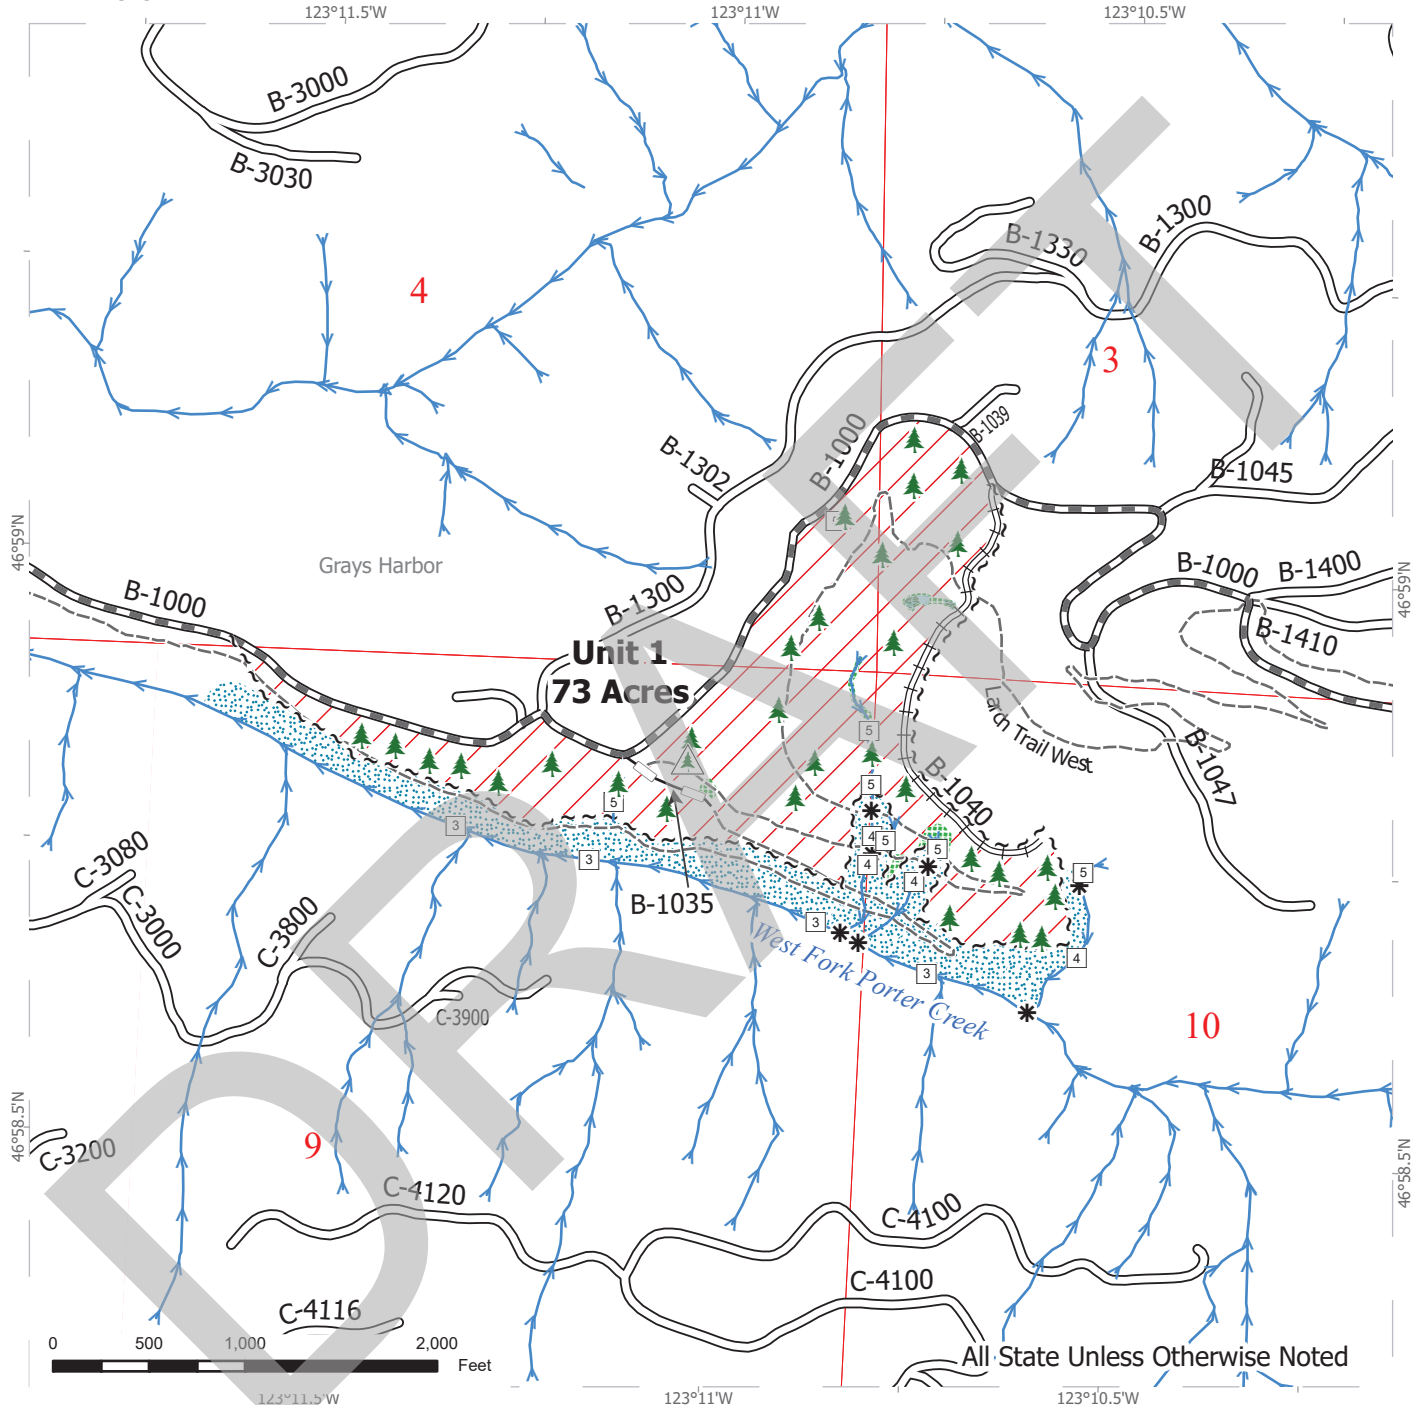 123°11.5'W
123°11'W
123°10.5'W
B-3000
B-3030
B-1300
B-1330
4
3
B-1039
B-1000
B-1302
B-1045
46°59'N
Grays Harbor
B-1000
B-1400
46°59'N
B-1000
B-1300
B-1410
Unit 1
73 Acres
Larch Trail West
5
B-1047
B-1040
5
5
3
4
5
5
3
4
4
5
C-3080
C-3000
C-3800
B-1035
3
West Fork Porter Creek
4
3
C-3900
10
46°58.5'N
9
C-3200
46°58.5'N
C-4120
C-4100
C-4100
C-4116
0
500
1,000
2,000
Feet
All State Unless Otherwise Noted
123°11.5'W
123°11'W
123°10.5'W
DRAFT